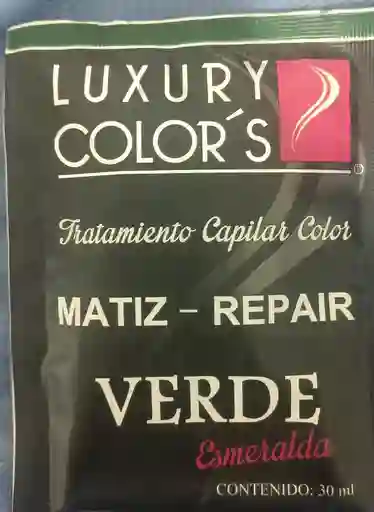 LUXURY
COLOR´S
®
Tratamiento Capilar Color
MATIZ - REPAIR
VERDE
Esmeralda
CONTENIDO: 30 ml